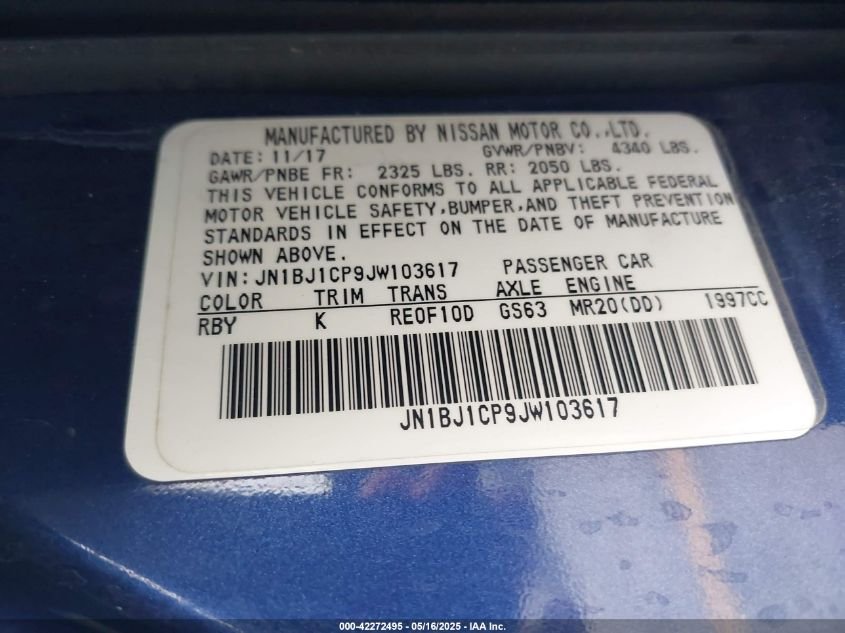 MANUFACTURED BY NISSAN MOTOR CO.,LTD.
DATE: 11/17 GVWR/PNBV: 4340 LBS.
GAWR/PNBE FR: 2325 LBS. RR: 2050 LBS.
THIS VEHICLE CONFORMS TO ALL APPLICABLE FEDERAL
MOTOR VEHICLE SAFETY,BUMPER,AND THEFT PREVENTION
STANDARDS IN EFFECT ON THE DATE OF MANUFACTURE
SHOWN ABOVE.
VIN: JN1BJ1CP9JW103617 PASSENGER CAR
COLOR TRIM TRANS AXLE ENGINE
RBY K RE0F10D GS63 MR20(DD) 1997CC
JN1BJ1CP9JW103617
000-42272495 - 05/16/2025 - IAA Inc.